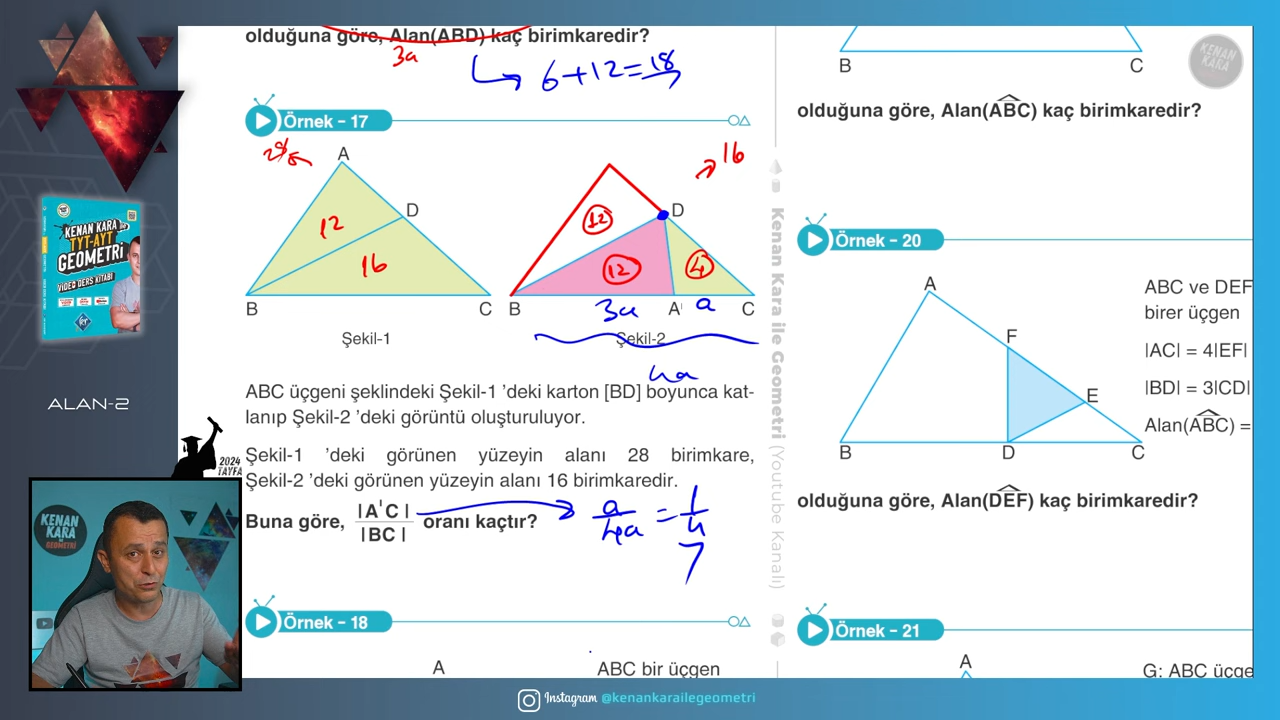 olduğuna göre, Alan(ABD) kaç birimkaredir?
3a
6+12=18
Örnek - 17
28
A
D
12
16
B
C
Şekil-1
16
D
12
12
4
B
A'
C
3a
a
Şekil-2
4a
ABC üçgeni şeklindeki Şekil-1 'deki karton [BD] boyunca kat-
lanıp Şekil-2 'deki görüntü oluşturuluyor.
Şekil-1 'deki görünen yüzeyin alanı 28 birimkare,
Şekil-2 'deki görünen yüzeyin alanı 16 birimkaredir.
Buna göre, |A'C| / |BC| oranı kaçtır?
a/4a = 1/4
Örnek - 18
A
ABC bir üçgen
Kenan Kara ile Geometri (Youtube Kanalı)
B
C
olduğuna göre, Alan(ABC) kaç birimkaredir?
Örnek - 20
A
F
E
B
D
C
ABC ve DEF
birer üçgen
|AC| = 4|EF|
|BD| = 3|CD|
Alan(ABC) =
olduğuna göre, Alan(DEF) kaç birimkaredir?
Örnek - 21
A
G: ABC üçge
KENAN
KARA
KENAN KARA
TYT-AYT
GEOMETRİ
VİDEO DERS KİTABI
ALAN-2
2024
TAYFA
KENAN
KARA
GEOMETRİ
Instagram @kenankarailegeometri